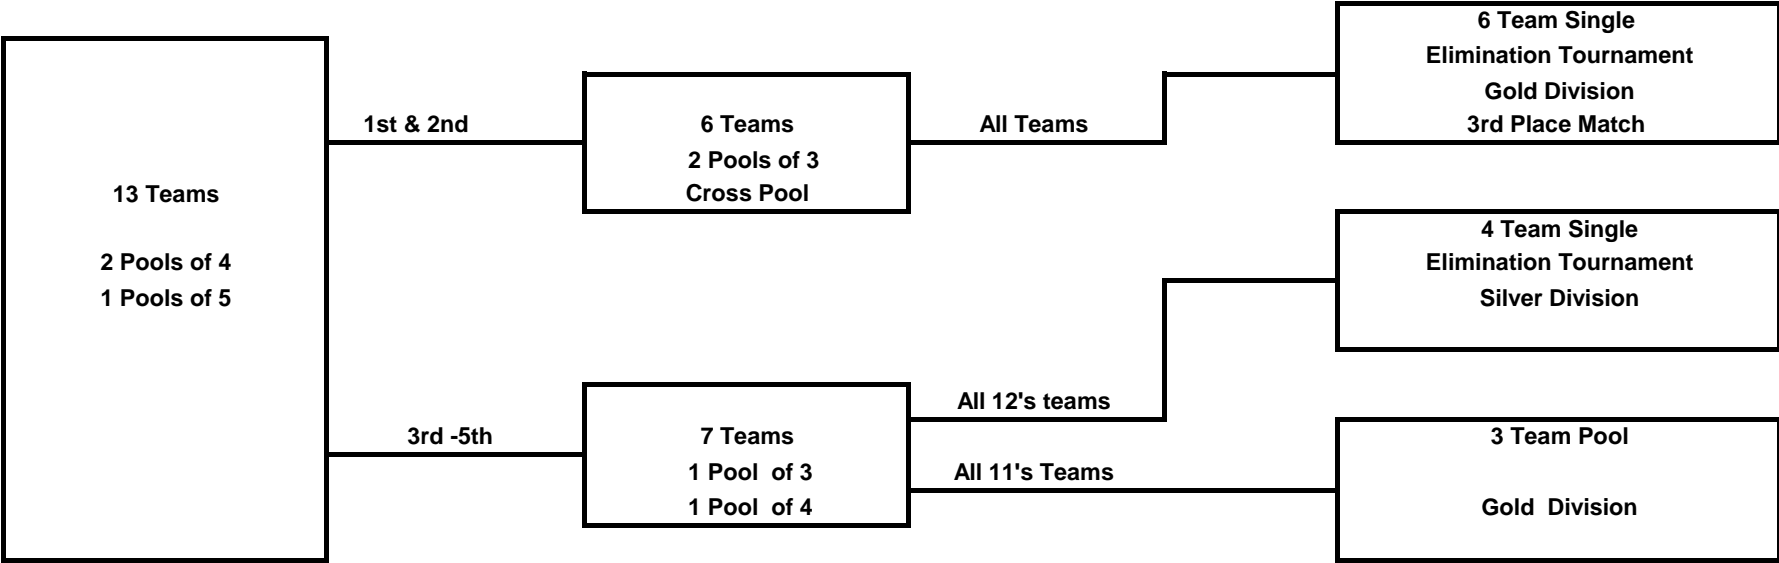 13 Teams
2 Pools of 4
1 Pools of 5
1st & 2nd
3rd -5th
6 Teams
2 Pools of 3
Cross Pool
7 Teams
1 Pool  of 3
1 Pool  of 4
All Teams
All 12's teams
All 11's Teams
6 Team Single
Elimination Tournament
Gold Division
3rd Place Match
4 Team Single
Elimination Tournament
Silver Division
3 Team Pool
Gold  Division